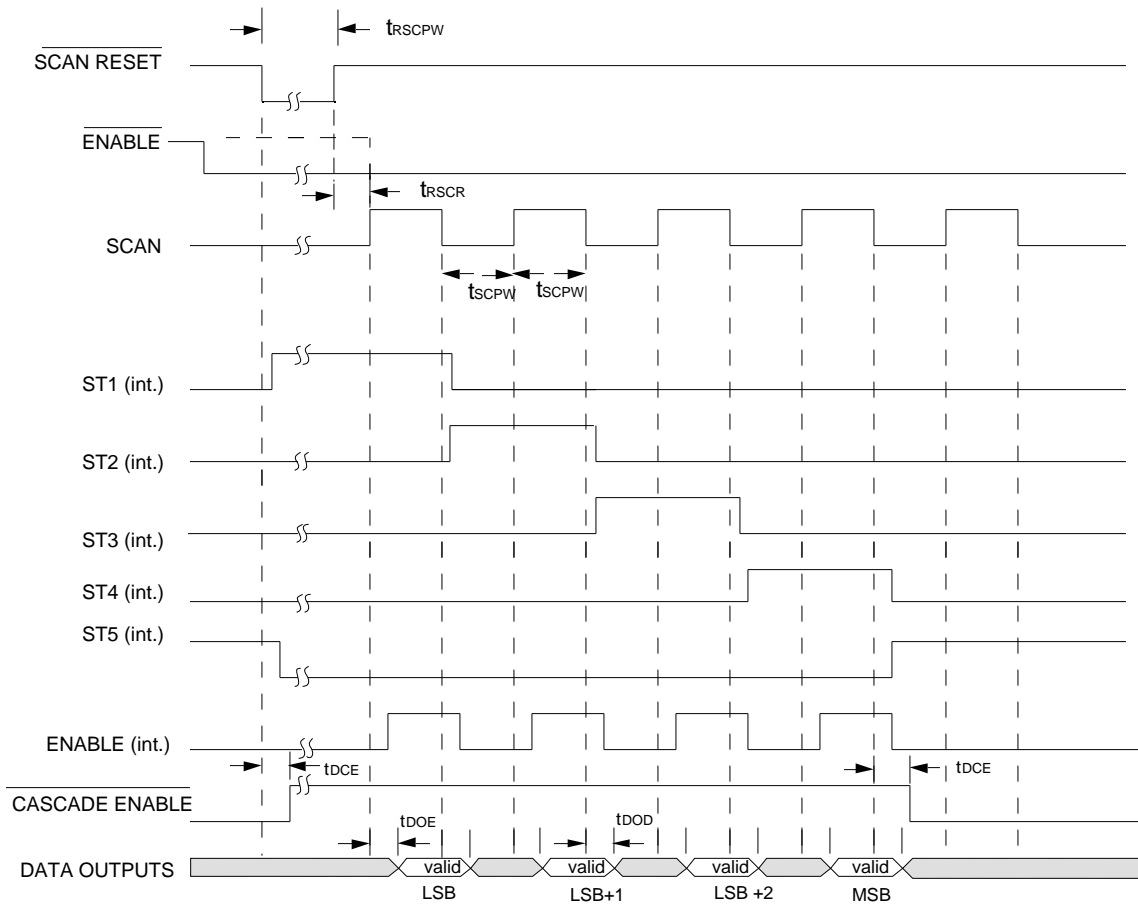 tRSCPW
SCAN RESET
ENABLE
tRSCR
SCAN
tSCPW tSCPW
ST1 (int.)
ST2 (int.)
ST3 (int.)
ST4 (int.)
ST5 (int.)
ENABLE (int.)
tDCE tDCE
CASCADE ENABLE
tDOE tDOD
DATA OUTPUTS valid valid valid valid
LSB LSB+1 LSB +2 MSB